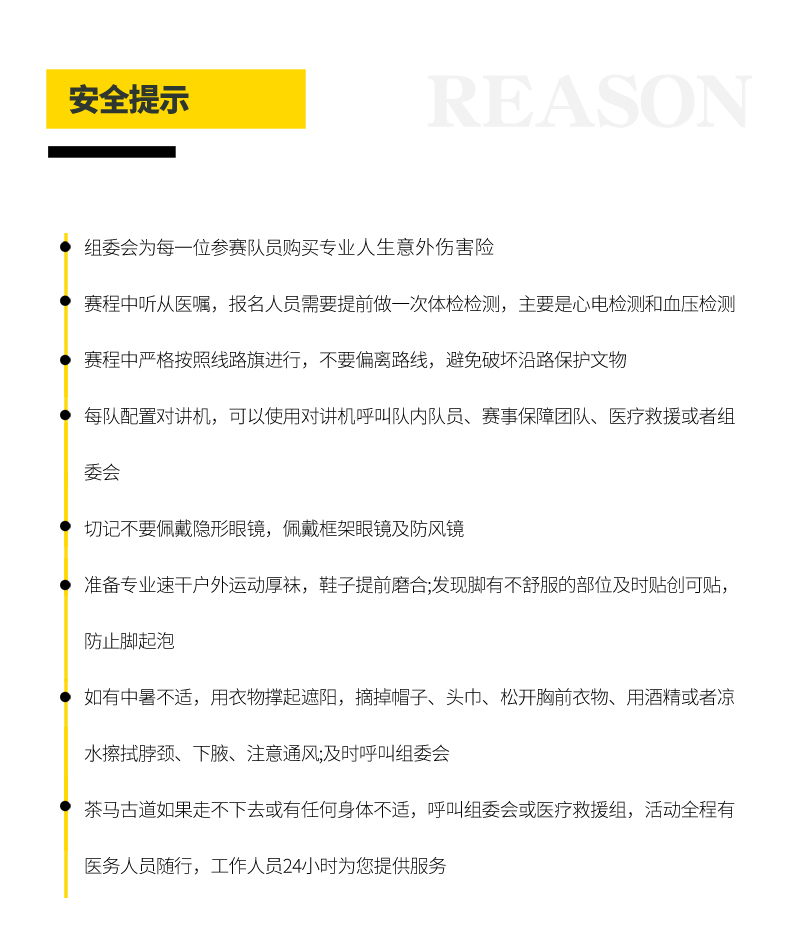 安全提示
REASON
组委会为每一位参赛队员购买专业人生意外伤害险
赛程中听从医嘱，报名人员需要提前做一次体检检测，主要是心电检测和血压检测
赛程中严格按照线路旗进行，不要偏离路线，避免破坏沿路保护文物
每队配置对讲机，可以使用对讲机呼叫队内队员、赛事保障团队、医疗救援或者组
委会
切记不要佩戴隐形眼镜，佩戴框架眼镜及防风镜
准备专业速干户外运动厚袜，鞋子提前磨合;发现脚有不舒服的部位及时贴创可贴，
防止脚起泡
如有中暑不适，用衣物撑起遮阳，摘掉帽子、头巾、松开胸前衣物、用酒精或者凉
水擦拭脖颈、下腋、注意通风;及时呼叫组委会
茶马古道如果走不下去或有任何身体不适，呼叫组委会或医疗救援组，活动全程有
医务人员随行，工作人员24小时为您提供服务